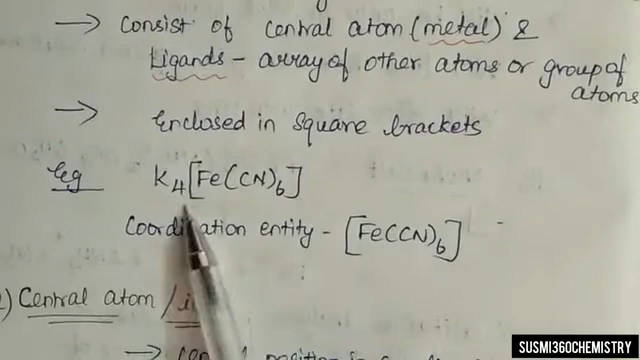 → Consist of central atom (metal) &
Ligands - array of other atoms or group of
atoms
→ Enclosed in square brackets
Eg K₄[Fe(CN)₆]
Coordination entity - [Fe(CN)₆]
Central atom /
→
SUSMI360CHEMISTRY